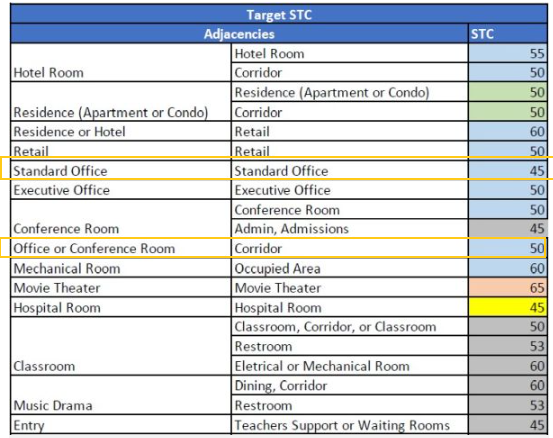 Target STC
Adjacencies STC
Hotel Room 55
Hotel Room Corridor 50
Residence (Apartment or Condo) 50
Residence (Apartment or Condo) Corridor 50
Residence or Hotel Retail 60
Retail Retail 50
Standard Office Standard Office 45
Executive Office Executive Office 50
Conference Room 50
Conference Room Admin, Admissions 45
Office or Conference Room Corridor 50
Mechanical Room Occupied Area 60
Movie Theater Movie Theater 65
Hospital Room Hospital Room 45
Classroom, Corridor, or Classroom 50
Restroom 53
Classroom Eletrical or Mechanical Room 60
Dining, Corridor 60
Music Drama Restroom 53
Entry Teachers Support or Waiting Rooms 45